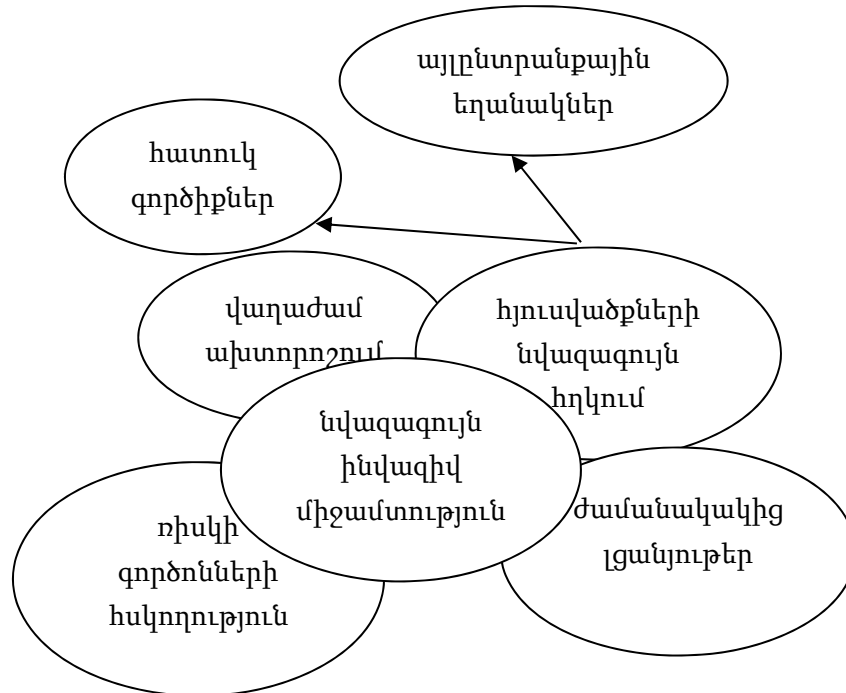 այլընտրանքային
եղանակներ
հատուկ
գործիքներ
վաղաժամ
ախտորոշում
հյուսվածքների
նվազագույն
հղկում
նվազագույն
ինվազիվ
միջամտություն
ռիսկի
գործոնների
հսկողություն
ժամանակակից
լցանյութեր